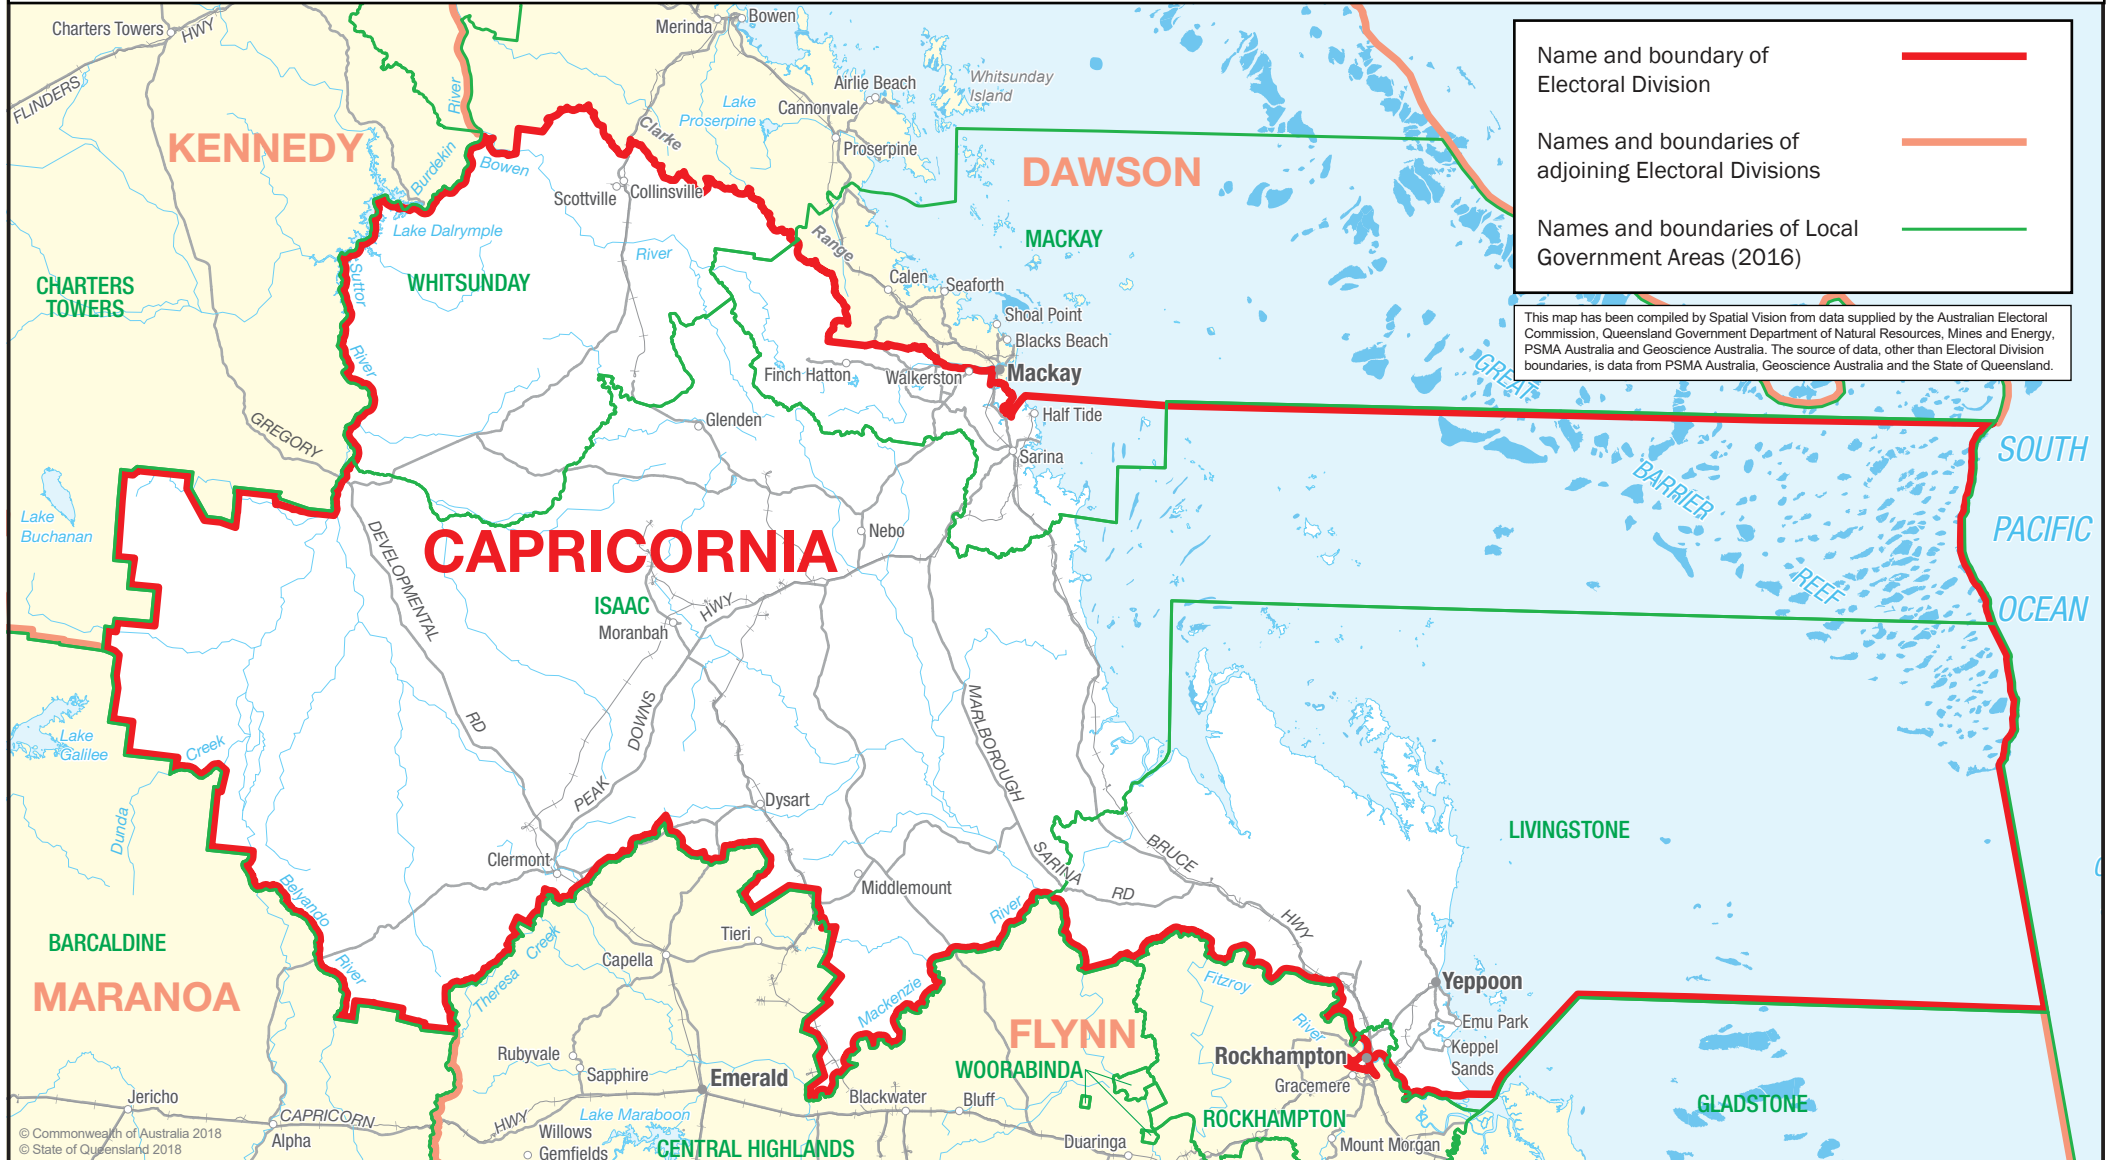 Charters Towers
HWY
FLINDERS
KENNEDY
River
Burdekin
Bowen
Merinda
Bowen
Airlie Beach
Cannonvale
Whitsunday
Island
Lake
Proserpine
Proserpine
Clarke
Range
Scottville
Collinsville
Lake Dalrymple
River
DAWSON
MACKAY
Name and boundary of
Electoral Division
Names and boundaries of
adjoining Electoral Divisions
Names and boundaries of Local
Government Areas (2016)
This map has been compiled by Spatial Vision from data supplied by the Australian Electoral
Commission, Queensland Government Department of Natural Resources, Mines and Energy,
PSMA Australia and Geoscience Australia. The source of data, other than Electoral Division
boundaries, is data from PSMA Australia, Geoscience Australia and the State of Queensland.
CHARTERS
TOWERS
WHITSUNDAY
Suttor
River
Calen
Seaforth
Shoal Point
Blacks Beach
Finch Hatton
Walkerston
Mackay
Half Tide
Glenden
Sarina
GREGORY
GREAT
BARRIER
REEF
SOUTH
PACIFIC
OCEAN
Lake
Buchanan
DEVELOPMENTAL
RD
CAPRICORNIA
Nebo
ISAAC
Moranbah
HWY
DOWNS
PEAK
MARLBOROUGH
SARINA
RD
BRUCE
HWY
Lake
Galilee
Creek
Dunda
Dysart
Clermont
Middlemount
LIVINGSTONE
Belyando
River
BARCALDINE
MARANOA
Theresa
Creek
Capella
Tieri
Mackenzie
River
Fitzroy
River
Yeppoon
Emu Park
Keppel
Sands
FLYNN
WOORABINDA
Rockhampton
Gracemere
ROCKHAMPTON
GLADSTONE
Rubyvale
Sapphire
Emerald
Blackwater
Bluff
Jericho
CAPRICORN
HWY
Alpha
Lake Maraboon
Willows
Gemfields
CENTRAL HIGHLANDS
Duaringa
Mount Morgan
© Commonwealth of Australia 2018
© State of Queensland 2018